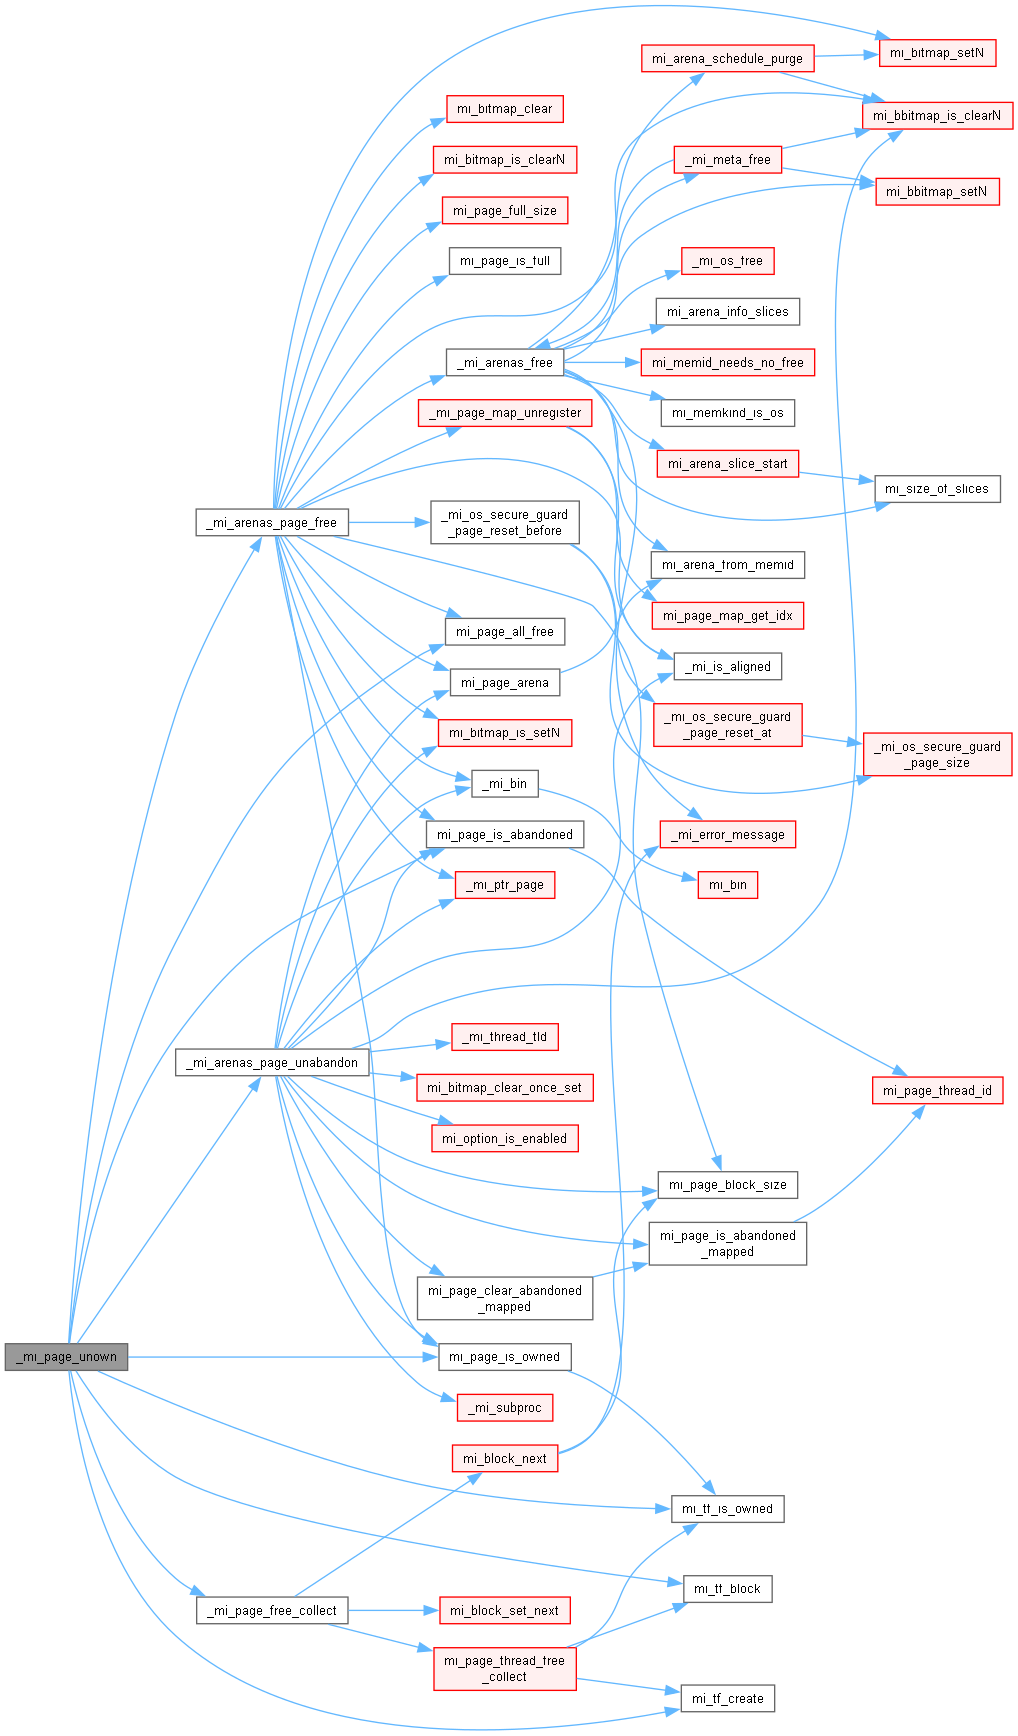 mi_bitmap_setN
mi_arena_schedule_purge
mi_bitmap_clear
mi_bbitmap_is_clearN
mi_bitmap_is_clearN
_mi_meta_free
mi_bbitmap_setN
mi_page_full_size
mi_page_is_full
_mi_os_free
mi_arena_info_slices
_mi_arenas_free
mi_memid_needs_no_free
_mi_page_map_unregister
mi_memkind_is_os
mi_arena_slice_start
mi_size_of_slices
_mi_arenas_page_free
_mi_os_secure_guard
_page_reset_before
mi_arena_from_memid
mi_page_map_get_idx
mi_page_all_free
_mi_is_aligned
mi_page_arena
_mi_os_secure_guard
_page_reset_at
mi_bitmap_is_setN
_mi_os_secure_guard
_page_size
_mi_bin
mi_page_is_abandoned
_mi_error_message
_mi_ptr_page
mi_bin
_mi_thread_tld
_mi_arenas_page_unabandon
mi_bitmap_clear_once_set
mi_page_thread_id
mi_option_is_enabled
mi_page_block_size
mi_page_is_abandoned
_mapped
mi_page_clear_abandoned
_mapped
_mi_page_unown
mi_page_is_owned
_mi_subproc
mi_block_next
mi_tf_is_owned
mi_tf_block
_mi_page_free_collect
mi_block_set_next
mi_page_thread_free
_collect
mi_tf_create